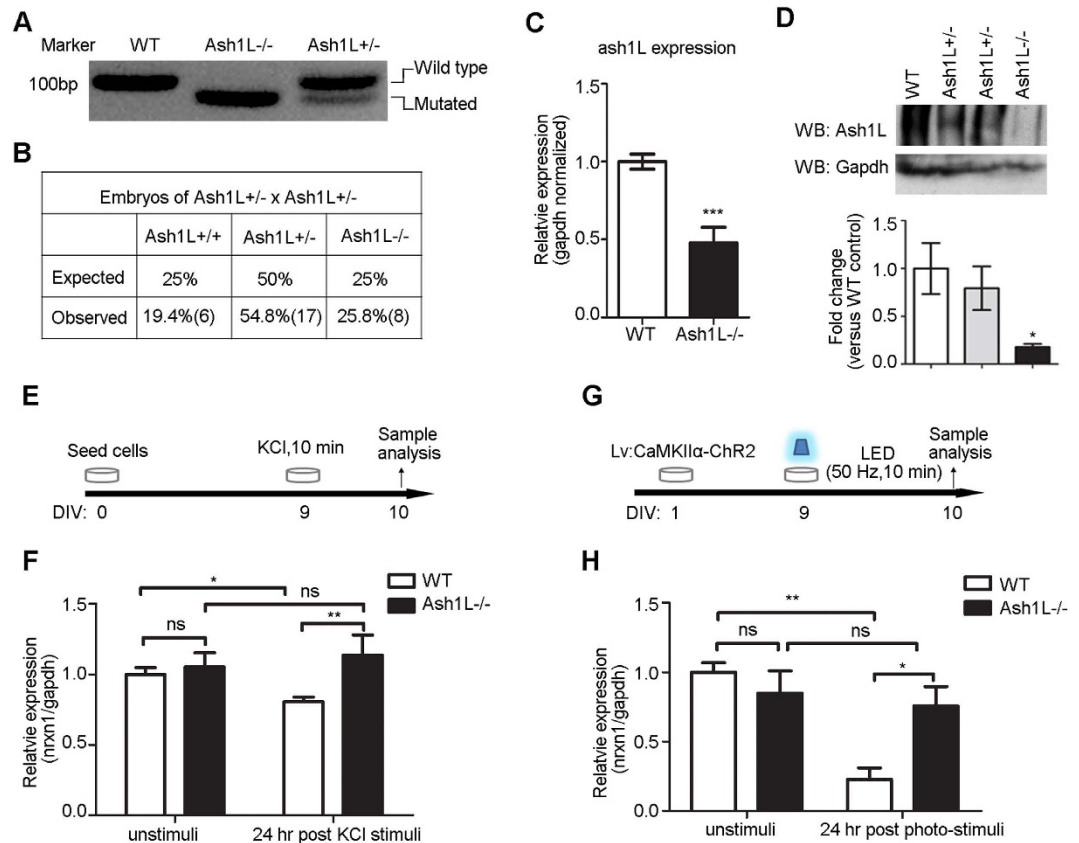 A
Marker WT Ash1L-/- Ash1L+/-
100bp
Wild type
Mutated
B
Embryos of Ash1L+/- x Ash1L+/-
Ash1L+/+ Ash1L+/- Ash1L-/-
Expected 25% 50% 25%
Observed 19.4%(6) 54.8%(17) 25.8%(8)
C
ash1L expression
Relatvie expression
(gapdh normalized)
1.5
1.0
0.5
0.0
***
WT Ash1L-/-
D
WT Ash1L+/- Ash1L+/- Ash1L-/-
WB: Ash1L
WB: Gapdh
Fold change
(versus WT control)
1.5
1.0
0.5
0.0
*
E
Seed cells
KCl,10 min
Sample
analysis
DIV: 0 9 10
F
WT
Ash1L-/-
Relatvie expression
(nrxn1/gapdh)
1.5
1.0
0.5
0.0
*
ns
ns
**
unstimuli 24 hr post KCl stimuli
G
Lv:CaMKIIα-ChR2
LED
(50 Hz,10 min)
Sample
analysis
DIV: 1 9 10
H
WT
Ash1L-/-
Relatvie expression
(nrxn1/gapdh)
1.5
1.0
0.5
0.0
**
ns
ns
*
unstimuli 24 hr post photo-stimuli